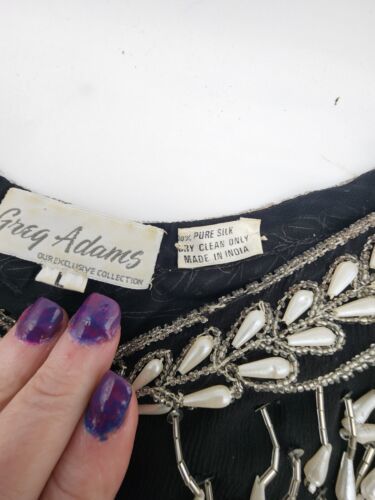 Greg Adams
OUR EXCLUSIVE COLLECTION
L
PURE SILK
DRY CLEAN ONLY
MADE IN INDIA